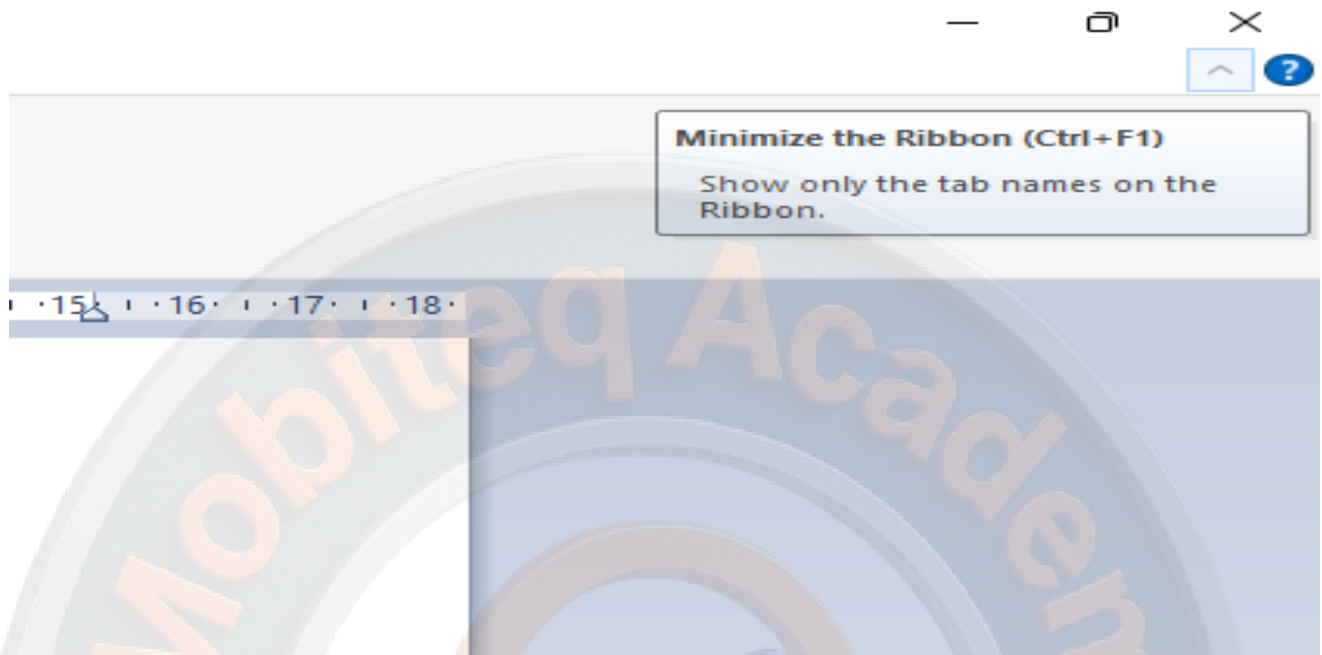 ?
Minimize the Ribbon (Ctrl+F1)
Show only the tab names on the
Ribbon.
· 15 · ı · 16 · ı · 17 · ı · 18 ·
Mobiteq Academ